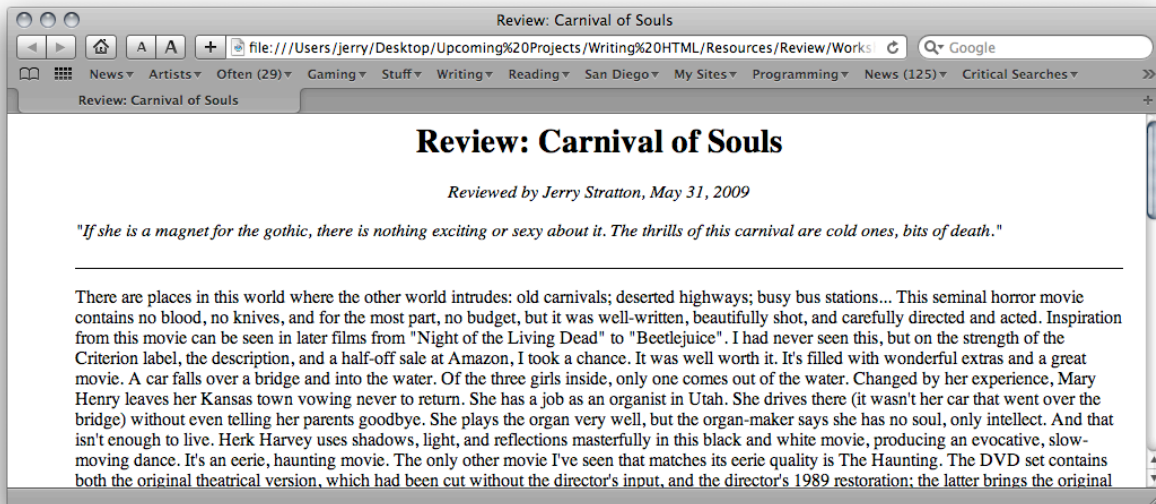 Review: Carnival of Souls
A A + file:///Users/jerry/Desktop/Upcoming%20Projects/Writing%20HTML/Resources/Review/Works Google
News Artists Often (29) Gaming Stuff Writing Reading San Diego My Sites Programming News (125) Critical Searches »
Review: Carnival of Souls +
Review: Carnival of Souls
Reviewed by Jerry Stratton, May 31, 2009
"If she is a magnet for the gothic, there is nothing exciting or sexy about it. The thrills of this carnival are cold ones, bits of death."
There are places in this world where the other world intrudes: old carnivals; deserted highways; busy bus stations... This seminal horror movie
contains no blood, no knives, and for the most part, no budget, but it was well-written, beautifully shot, and carefully directed and acted. Inspiration
from this movie can be seen in later films from "Night of the Living Dead" to "Beetlejuice". I had never seen this, but on the strength of the
Criterion label, the description, and a half-off sale at Amazon, I took a chance. It was well worth it. It's filled with wonderful extras and a great
movie. A car falls over a bridge and into the water. Of the three girls inside, only one comes out of the water. Changed by her experience, Mary
Henry leaves her Kansas town vowing never to return. She has a job as an organist in Utah. She drives there (it wasn't her car that went over the
bridge) without even telling her parents goodbye. She plays the organ very well, but the organ-maker says she has no soul, only intellect. And that
isn't enough to live. Herk Harvey uses shadows, light, and reflections masterfully in this black and white movie, producing an evocative, slow-
moving dance. It's an eerie, haunting movie. The only other movie I've seen that matches its eerie quality is The Haunting. The DVD set contains
both the original theatrical version, which had been cut without the director's input, and the director's 1989 restoration; the latter brings the original